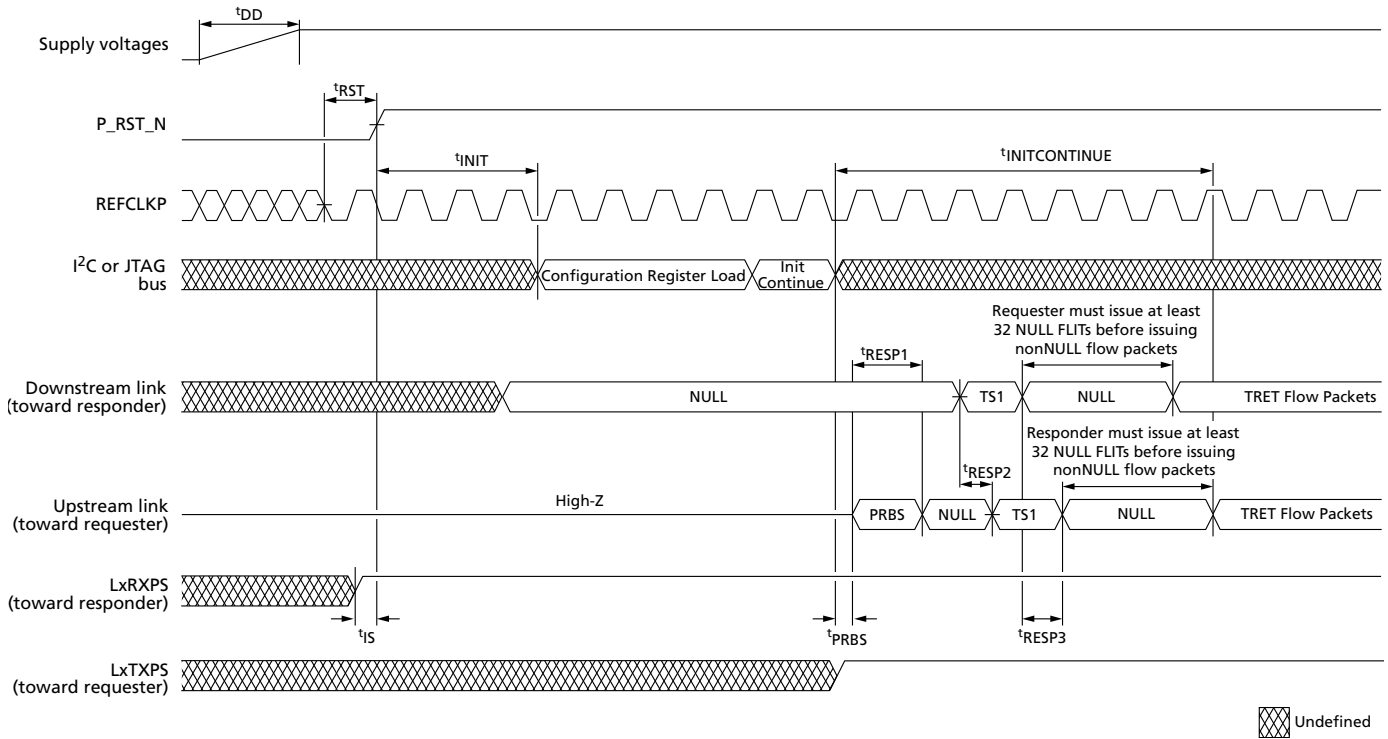 tDD
Supply voltages
tRST
P_RST_N
tINIT
tINITCONTINUE
REFCLKP
I2C or JTAG
bus
Configuration Register Load
Init
Continue
Requester must issue at least
32 NULL FLITs before issuing
nonNULL flow packets
tRESP1
Downstream link
(toward responder)
NULL
TS1
NULL
TRET Flow Packets
Responder must issue at least
32 NULL FLITs before issuing
nonNULL flow packets
tRESP2
Upstream link
(toward requester)
High-Z
PRBS
NULL
TS1
NULL
TRET Flow Packets
LxRXPS
(toward responder)
tIS
tPRBS
tRESP3
LxTXPS
(toward requester)
Undefined